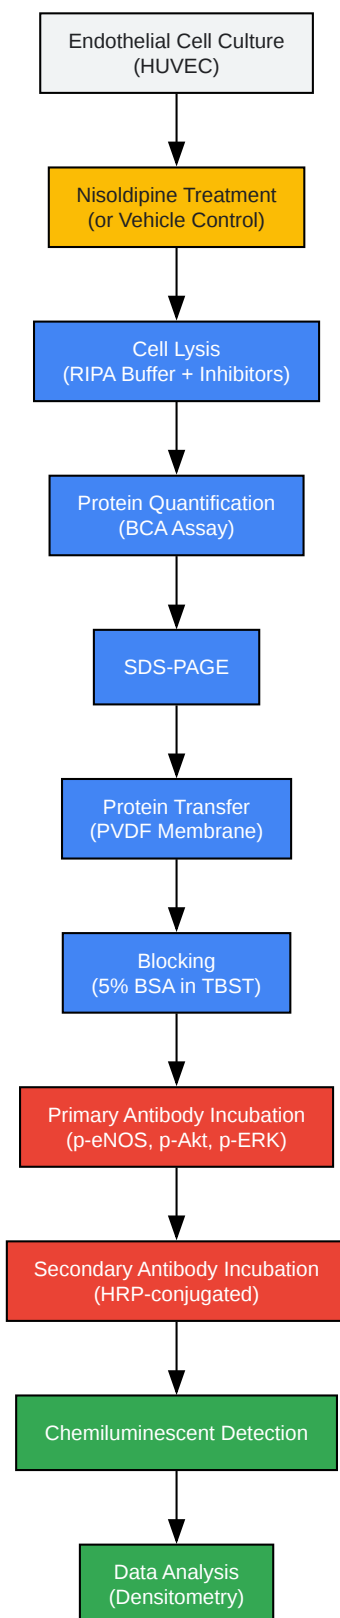 Endothelial Cell Culture
(HUVEC)
Nisoldipine Treatment
(or Vehicle Control)
Cell Lysis
(RIPA Buffer + Inhibitors)
Protein Quantification
(BCA Assay)
SDS-PAGE
Protein Transfer
(PVDF Membrane)
Blocking
(5% BSA in TBST)
Primary Antibody Incubation
(p-eNOS, p-Akt, p-ERK)
Secondary Antibody Incubation
(HRP-conjugated)
Chemiluminescent Detection
Data Analysis
(Densitometry)